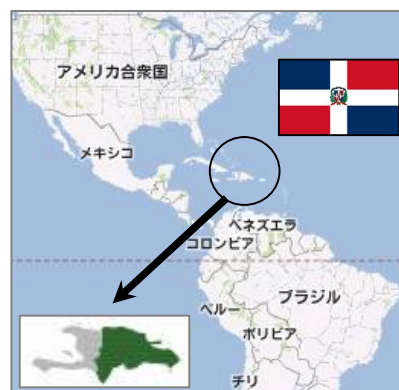 アメリカ合衆国
メキシコ
ベネズエラ
コロンビア
ペルー
ブラジル
ボリビア
チリ